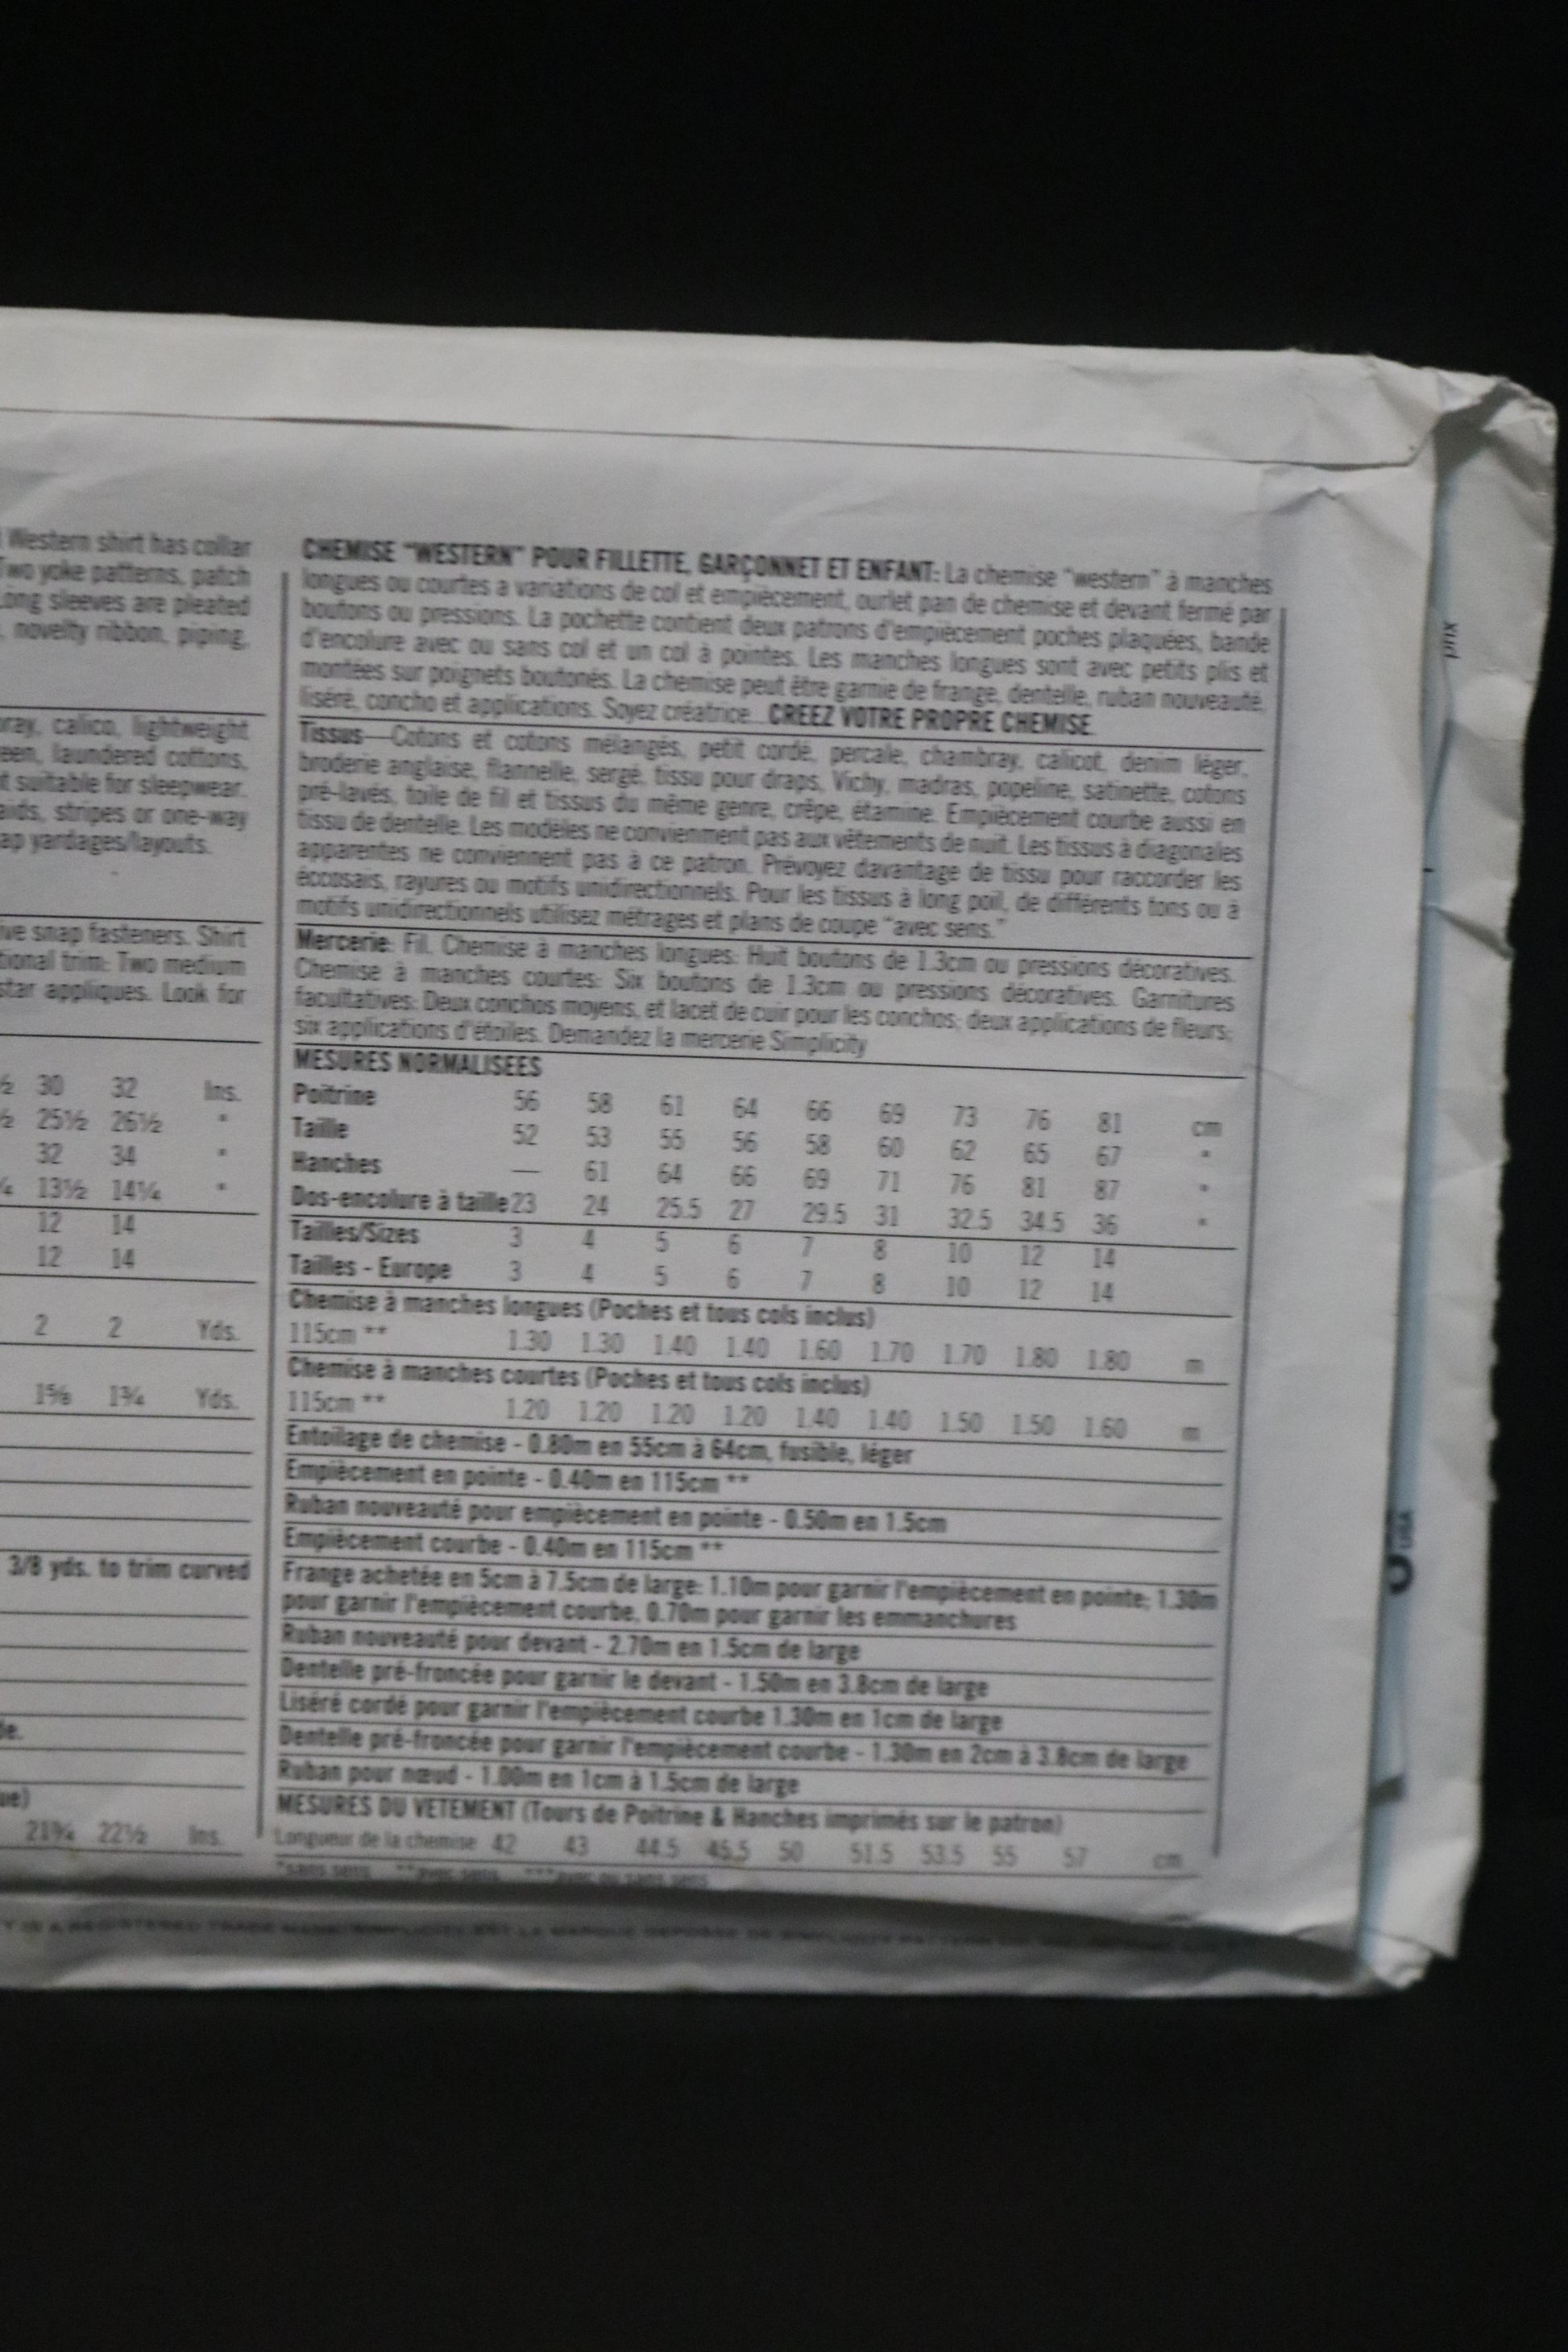 Western shirt has collar
Two yoke patterns, patch
Long sleeves are pleated
, novelty ribbon, piping,
calico, lightweight
laundered cottons,
suitable for sleepwear.
stripes or one-way
yardages/layouts.
snap fasteners. Shirt
trim: Two medium
star appliques. Look for
½ 30 32 Ins.
½ 25½ 26½ "
32 34 "
13½ 14¼ "
12 14
12 14
2 2 Yds.
1⅝ 1¾ Yds.
3/8 yds. to trim curved
21¾ 22½ Ins.
CHEMISE "WESTERN" POUR FILLETTE, GARÇONNET ET ENFANT: La chemise "western" à manches
longues ou courtes a variations de col et empiècement, ourlet pan de chemise et devant fermé par
boutons ou pressions. La pochette contient deux patrons d'empiècement poches plaquées, bande
d'encolure avec ou sans col et un col à pointes. Les manches longues sont avec petits plis et
montées sur poignets boutonés. La chemise peut être garnie de frange, dentelle, ruban nouveauté,
liséré, concho et applications. Soyez créatrice...CREEZ VOTRE PROPRE CHEMISE.
Tissus—Cotons et cotons mélangés, petit cordé, percale, chambray, calicot, denim léger,
broderie anglaise, flannelle, sergé, tissu pour draps, Vichy, madras, popeline, satinette, cotons
pré-lavés, toile de fil et tissus du même genre, crêpe, étamine. Empiècement courbe aussi en
tissu de dentelle. Les modèles ne convienment pas aux vêtements de nuit. Les tissus à diagonales
apparentes ne conviennent pas à ce patron. Prévoyez davantage de tissu pour raccorder les
éccosais, rayures ou motifs unidirectionnels. Pour les tissus à long poil, de différents tons ou à
motifs unidirectionnels utilisez métrages et plans de coupe "avec sens."
Mercerie: Fil. Chemise à manches longues: Huit boutons de 1.3cm ou pressions décoratives.
Chemise à manches courtes: Six boutons de 1.3cm ou pressions décoratives. Garnitures
facultatives: Deux conchos moyens, et lacet de cuir pour les conchos; deux applications de fleurs;
six applications d'étoiles. Demandez la mercerie Simplicity
MESURES NORMALISEES
Poitrine 56 58 61 64 66 69 73 76 81 cm
Taille 52 53 55 56 58 60 62 65 67 "
Hanches — 61 64 66 69 71 76 81 87 "
Dos-encolure à taille 23 24 25.5 27 29.5 31 32.5 34.5 36 "
Tailles/Sizes 3 4 5 6 7 8 10 12 14
Tailles - Europe 3 4 5 6 7 8 10 12 14
Chemise à manches longues (Poches et tous cols inclus)
115cm ** 1.30 1.30 1.40 1.40 1.60 1.70 1.70 1.80 1.80 m
Chemise à manches courtes (Poches et tous cols inclus)
115cm ** 1.20 1.20 1.20 1.20 1.40 1.40 1.50 1.50 1.60 m
Entoilage de chemise - 0.80m en 55cm à 64cm, fusible, léger
Empiècement en pointe - 0.40m en 115cm **
Ruban nouveauté pour empiècement en pointe - 0.50m en 1.5cm
Empiècement courbe - 0.40m en 115cm **
Frange achetée en 5cm à 7.5cm de large: 1.10m pour garnir l'empiècement en pointe; 1.30m
pour garnir l'empiècement courbe, 0.70m pour garnir les emmanchures
Ruban nouveauté pour devant - 2.70m en 1.5cm de large
Dentelle pré-froncée pour garnir le devant - 1.50m en 3.8cm de large
Liséré cordé pour garnir l'empiècement courbe 1.30m en 1cm de large
Dentelle pré-froncée pour garnir l'empiècement courbe - 1.30m en 2cm à 3.8cm de large
Ruban pour nœud - 1.00m en 1cm à 1.5cm de large
MESURES DU VETEMENT (Tours de Poitrine & Hanches imprimés sur le patron)
Longueur de la chemise 42 43 44.5 45.5 50 51.5 53.5 55 57 cm
*sans sens **avec sens ***avec ou sans sens
IS A REGISTERED TRADE MARK
prix
USA